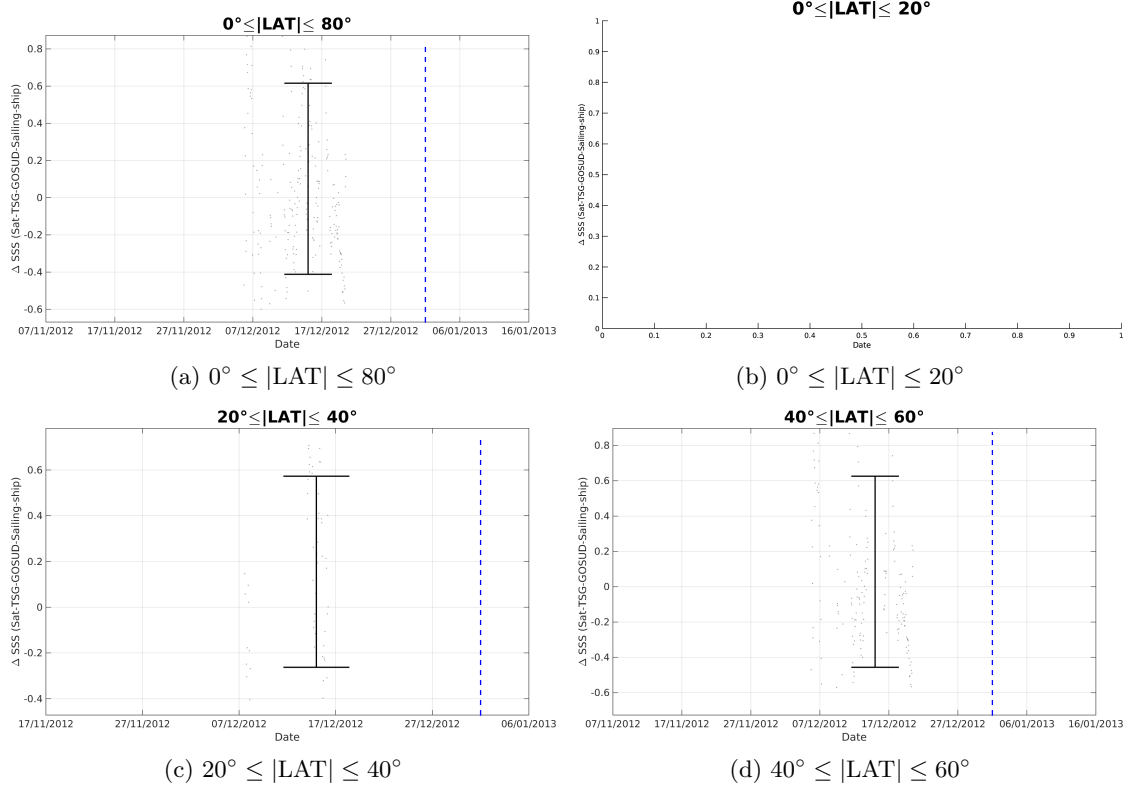 0°≤|LAT|≤ 80°
Δ SSS (Sat-TSG-GOSUD-Sailing-ship)
0.8
0.6
0.4
0.2
0
-0.2
-0.4
-0.6
07/11/2012 17/11/2012 27/11/2012 07/12/2012 17/12/2012 27/12/2012 06/01/2013 16/01/2013
Date
(a) 0° ≤ |LAT| ≤ 80°
0°≤|LAT|≤ 20°
Δ SSS (Sat-TSG-GOSUD-Sailing-ship)
1
0.9
0.8
0.7
0.6
0.5
0.4
0.3
0.2
0.1
0
0 0.1 0.2 0.3 0.4 0.5 0.6 0.7 0.8 0.9 1
Date
(b) 0° ≤ |LAT| ≤ 20°
20°≤|LAT|≤ 40°
Δ SSS (Sat-TSG-GOSUD-Sailing-ship)
0.6
0.4
0.2
0
-0.2
-0.4
17/11/2012 27/11/2012 07/12/2012 17/12/2012 27/12/2012 06/01/2013
Date
(c) 20° ≤ |LAT| ≤ 40°
40°≤|LAT|≤ 60°
Δ SSS (Sat-TSG-GOSUD-Sailing-ship)
0.8
0.6
0.4
0.2
0
-0.2
-0.4
-0.6
07/11/2012 17/11/2012 27/11/2012 07/12/2012 17/12/2012 27/12/2012 06/01/2013 16/01/2013
Date
(d) 40° ≤ |LAT| ≤ 60°